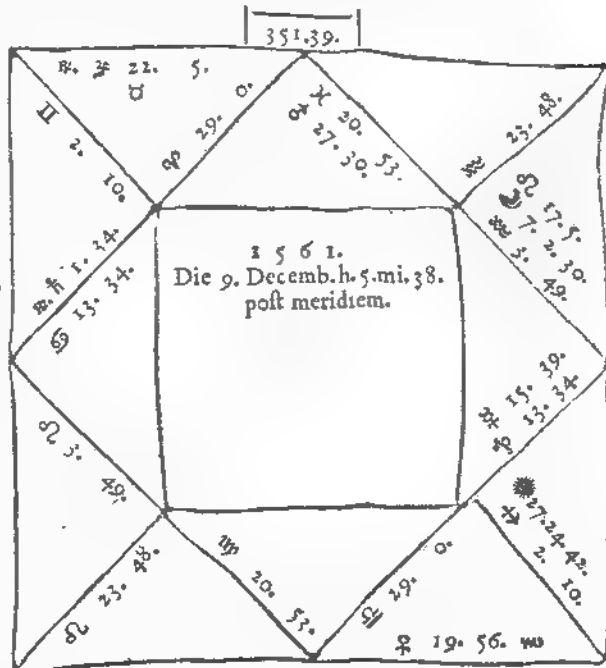 351.39.
℞. ♃ 22. 5.
♉
♊ 2. 10.
♈ 29. 0.
♓ 20. 53.
♂ 27. 30.
♒ 23. 48.
☊ 17. 5.
☾ 7. 2. 30.
♒ 3. 49.
1561.
Die 9. Decemb. h. 5. mi. 38.
poſt meridiem.
℞. ♄ 1. 34.
♋ 13. 34.
☿ 15. 39.
♑ 13. 34.
♌ 3. 49.
27. 24. 42.
♐ 2. 10.
♌ 23. 48.
♍ 20. 53.
♎ 29. 0.
♀ 19. 56.